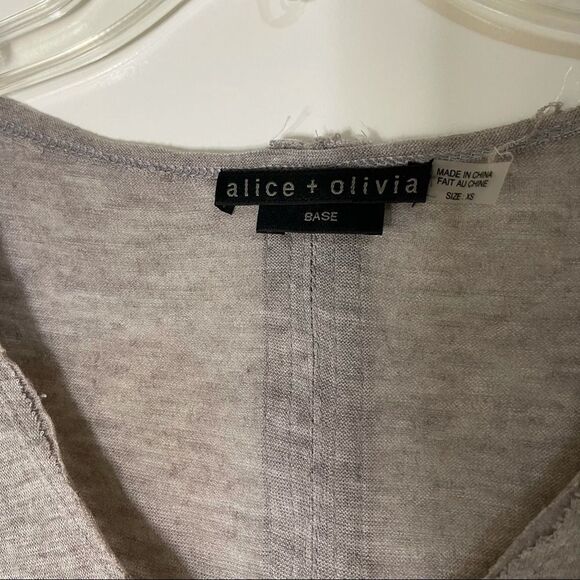 alice + olivia
BASE
MADE IN CHINA
FAIT AU CHINE
SIZE: XS